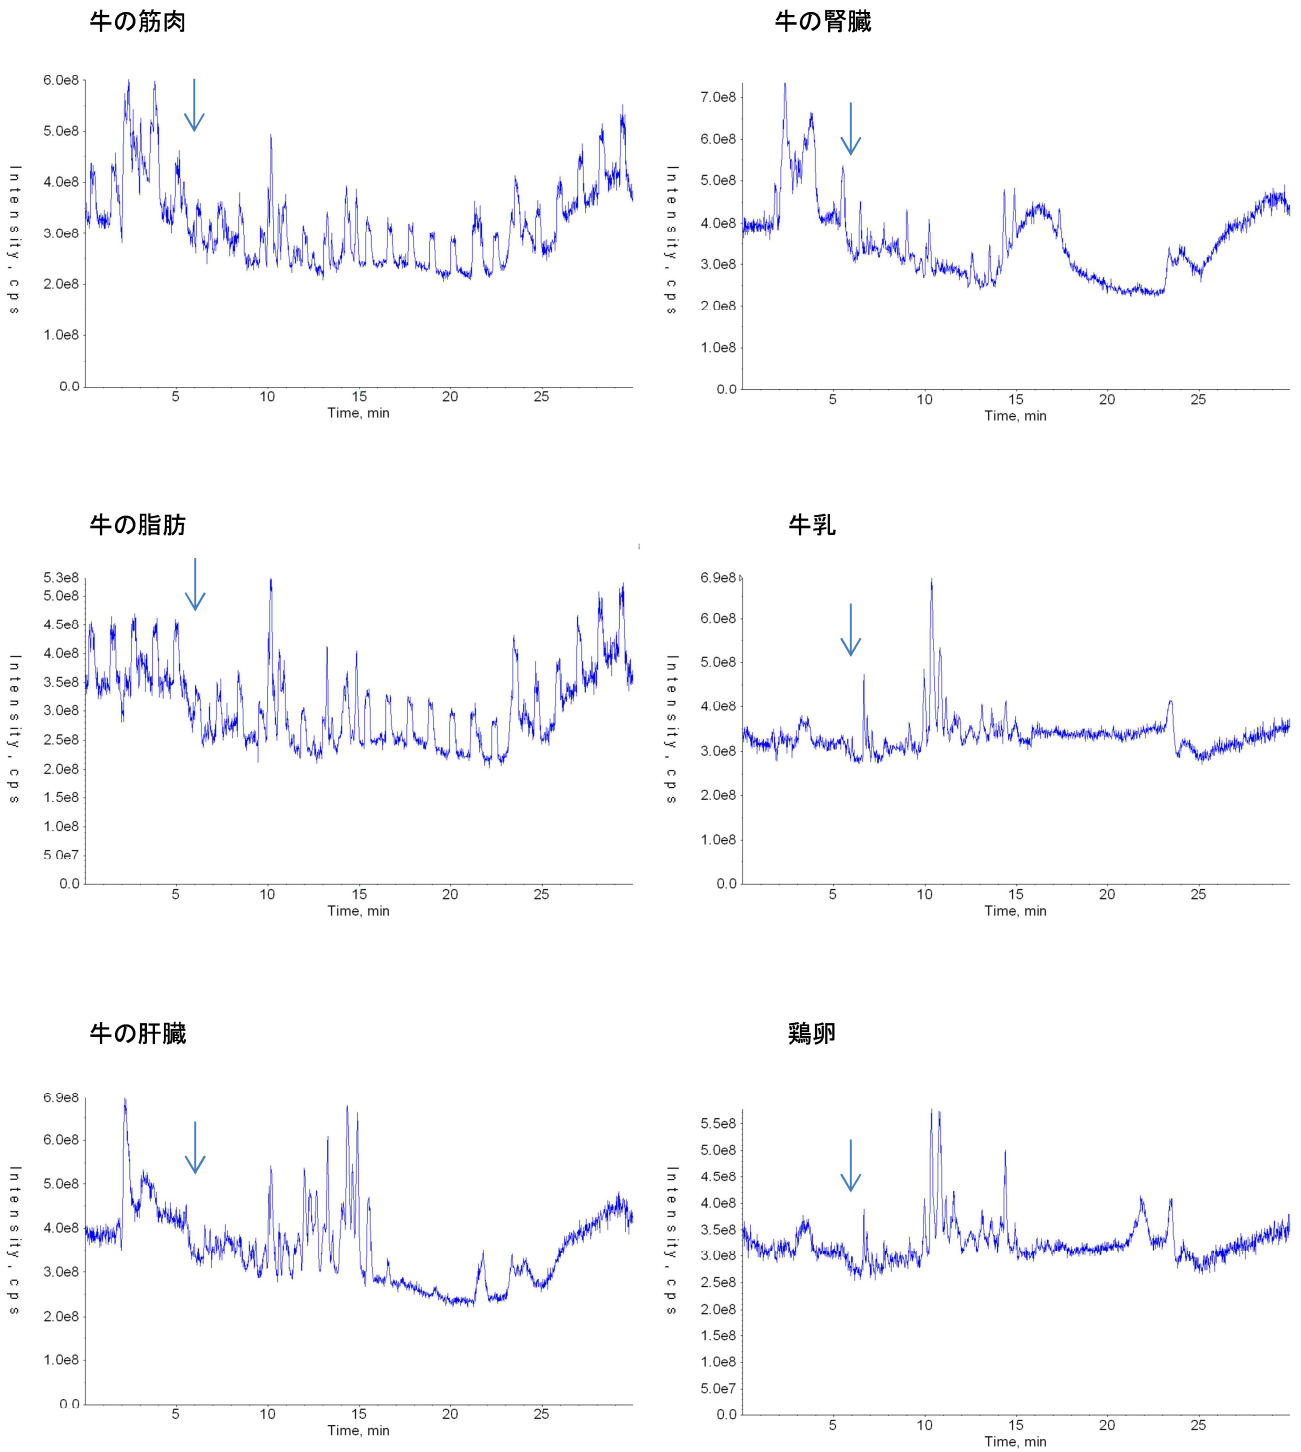 牛の筋肉
6.0e8
5.0e8
4.0e8
3.0e8
2.0e8
1.0e8
0.0
Intensity, cps
5 10 15 20 25
Time, min
牛の腎臓
7.0e8
6.0e8
5.0e8
4.0e8
3.0e8
2.0e8
1.0e8
0.0
Intensity, cps
5 10 15 20 25
Time, min
牛の脂肪
5.3e8
5.0e8
4.5e8
4.0e8
3.5e8
3.0e8
2.5e8
2.0e8
1.5e8
1.0e8
5.0e7
0.0
Intensity, cps
5 10 15 20 25
Time, min
牛乳
6.9e8
6.0e8
5.0e8
4.0e8
3.0e8
2.0e8
1.0e8
0.0
Intensity, cps
5 10 15 20 25
Time, min
牛の肝臓
6.9e8
6.0e8
5.0e8
4.0e8
3.0e8
2.0e8
1.0e8
0.0
Intensity, cps
5 10 15 20 25
Time, min
鶏卵
5.5e8
5.0e8
4.5e8
4.0e8
3.5e8
3.0e8
2.5e8
2.0e8
1.5e8
1.0e8
5.0e7
0.0
Intensity, cps
5 10 15 20 25
Time, min